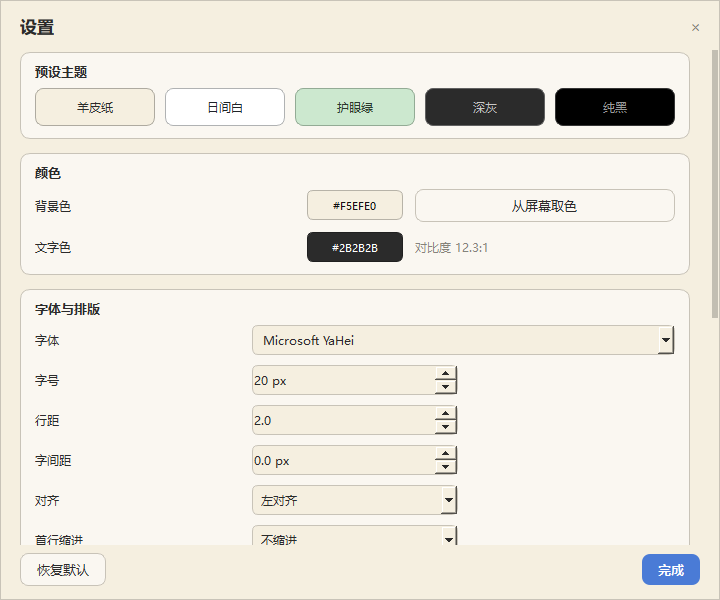 设置
×
预设主题
羊皮纸 日间白 护眼绿 深灰 纯黑
颜色
背景色 #F5EFE0 从屏幕取色
文字色 #2B2B2B 对比度 12.3:1
字体与排版
字体 Microsoft YaHei
字号 20 px
行距 2.0
字间距 0.0 px
对齐 左对齐
首行缩进 不缩进
恢复默认 完成